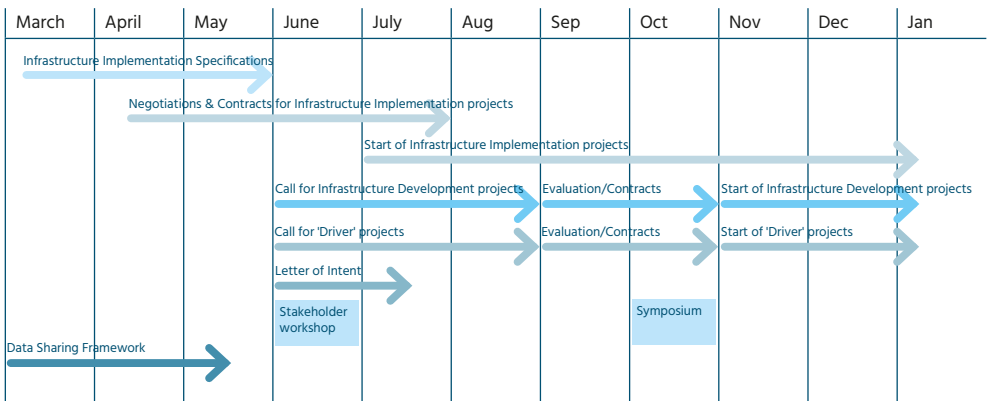 March April May June July Aug Sep Oct Nov Dec Jan
Infrastructure Implementation Specifications
Negotiations & Contracts for Infrastructure Implementation projects
Start of Infrastructure Implementation projects
Call for Infrastructure Development projects Evaluation/Contracts Start of Infrastructure Development projects
Call for 'Driver' projects Evaluation/Contracts Start of 'Driver' projects
Letter of Intent
Stakeholder
workshop
Symposium
Data Sharing Framework